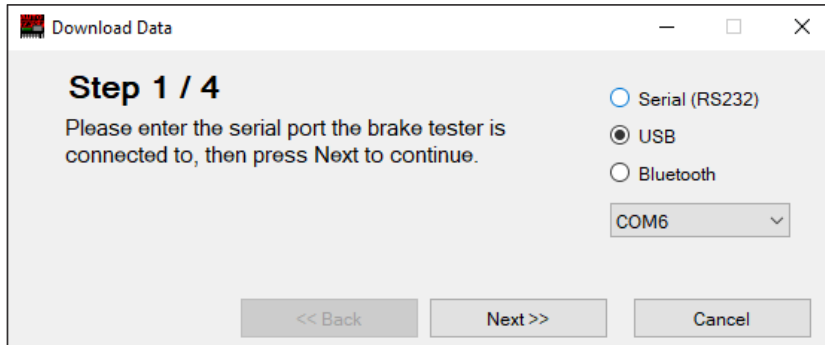 Download Data
Step 1 / 4
Please enter the serial port the brake tester is
connected to, then press Next to continue.
Serial (RS232)
USB
Bluetooth
COM6
<< Back
Next >>
Cancel